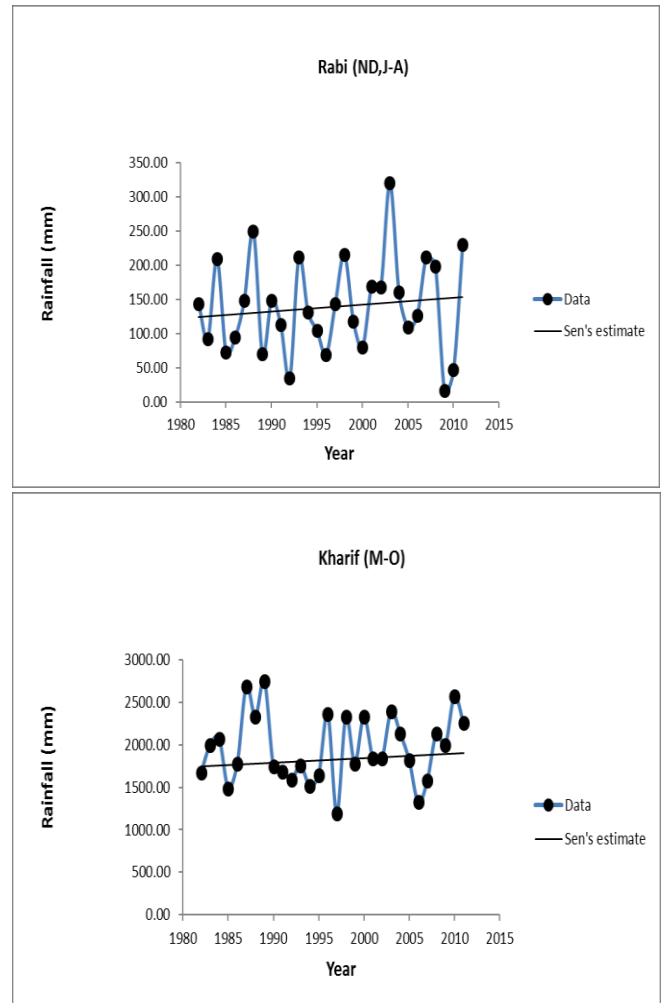 Rabi (ND,J-A)
Rainfall (mm)
350.00
300.00
250.00
200.00
150.00
100.00
50.00
0.00
1980 1985 1990 1995 2000 2005 2010 2015
Year
Data
Sen's estimate
Kharif (M-O)
Rainfall (mm)
3000.00
2500.00
2000.00
1500.00
1000.00
500.00
0.00
1980 1985 1990 1995 2000 2005 2010 2015
Year
Data
Sen's estimate